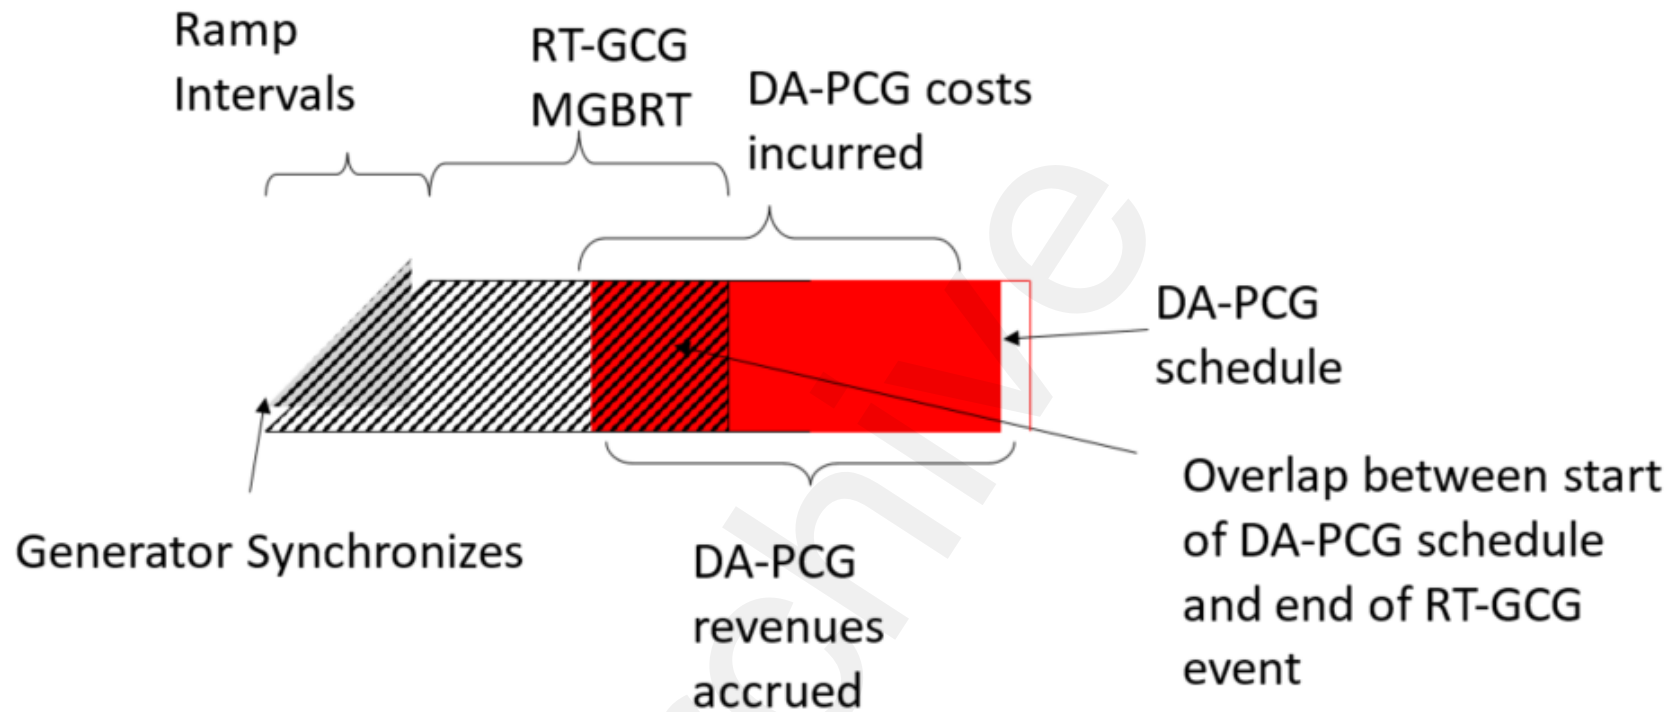 Ramp
Intervals
RT-GCG
MGBRT
DA-PCG costs
incurred
DA-PCG
schedule
Generator Synchronizes
DA-PCG
revenues
accrued
Overlap between start
of DA-PCG schedule
and end of RT-GCG
event
chive